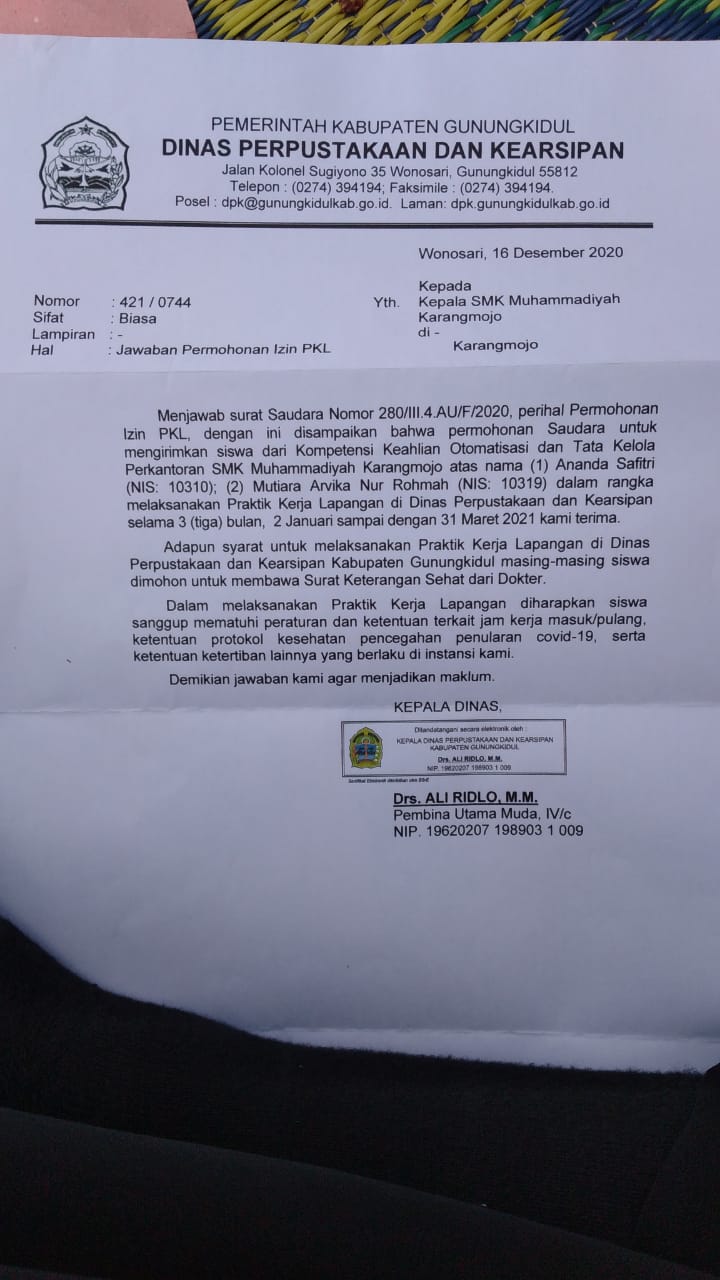 PEMERINTAH KABUPATEN GUNUNGKIDUL
DINAS PERPUSTAKAAN DAN KEARSIPAN
Jalan Kolonel Sugiyono 35 Wonosari, Gunungkidul 55812
Telepon : (0274) 394194; Faksimile : (0274) 394194.
Posel : dpk@gunungkidulkab.go.id. Laman: dpk.gunungkidulkab.go.id
Wonosari, 16 Desember 2020
Kepada
Yth. Kepala SMK Muhammadiyah
Karangmojo
di -
Karangmojo
Nomor : 421 / 0744
Sifat : Biasa
Lampiran : -
Hal : Jawaban Permohonan Izin PKL
Menjawab surat Saudara Nomor 280/III.4.AU/F/2020, perihal Permohonan
Izin PKL, dengan ini disampaikan bahwa permohonan Saudara untuk
mengirimkan siswa dari Kompetensi Keahlian Otomatisasi dan Tata Kelola
Perkantoran SMK Muhammadiyah Karangmojo atas nama (1) Ananda Safitri
(NIS: 10310); (2) Mutiara Arvika Nur Rohmah (NIS: 10319) dalam rangka
melaksanakan Praktik Kerja Lapangan di Dinas Perpustakaan dan Kearsipan
selama 3 (tiga) bulan, 2 Januari sampai dengan 31 Maret 2021 kami terima.
Adapun syarat untuk melaksanakan Praktik Kerja Lapangan di Dinas
Perpustakaan dan Kearsipan Kabupaten Gunungkidul masing-masing siswa
dimohon untuk membawa Surat Keterangan Sehat dari Dokter.
Dalam melaksanakan Praktik Kerja Lapangan diharapkan siswa
sanggup mematuhi peraturan dan ketentuan terkait jam kerja masuk/pulang,
ketentuan protokol kesehatan pencegahan penularan covid-19, serta
ketentuan ketertiban lainnya yang berlaku di instansi kami.
Demikian jawaban kami agar menjadikan maklum.
KEPALA DINAS,
Ditandatangani secara elektronik oleh :
KEPALA DINAS PERPUSTAKAAN DAN KEARSIPAN
KABUPATEN GUNUNGKIDUL
Drs. ALI RIDLO, M.M.
NIP. 19620207 198903 1 009
Sertifikat Elektronik diterbitkan oleh BSrE
Drs. ALI RIDLO, M.M.
Pembina Utama Muda, IV/c
NIP. 19620207 198903 1 009